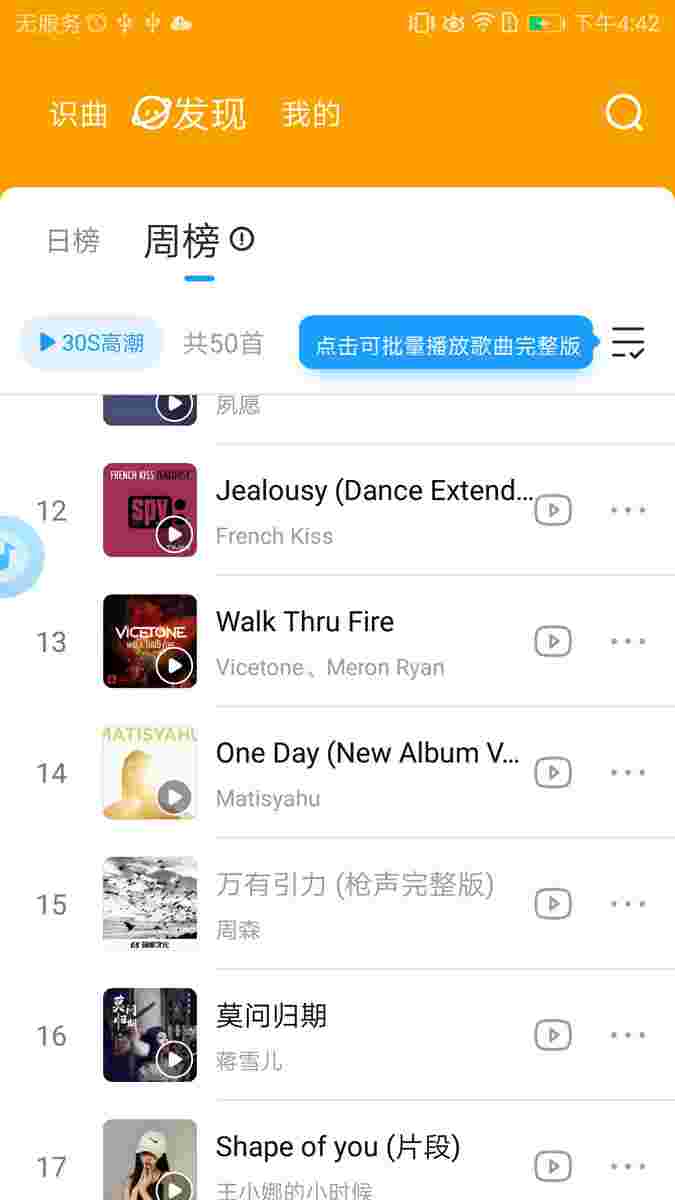 无服务 下午4:42
识曲 发现 我的
日榜 周榜
30S高潮 共50首 点击可批量播放歌曲完整版
夙愿
12 Jealousy (Dance Extend...
French Kiss
FRENCH KISS
spy
13 Walk Thru Fire
Vicetone、Meron Ryan
VICETONE
14 One Day (New Album V...
Matisyahu
MATISYAHU
15 万有引力 (枪声完整版)
周森
16 莫问归期
蒋雪儿
莫问归期
17 Shape of you (片段)
王小娜的小时候